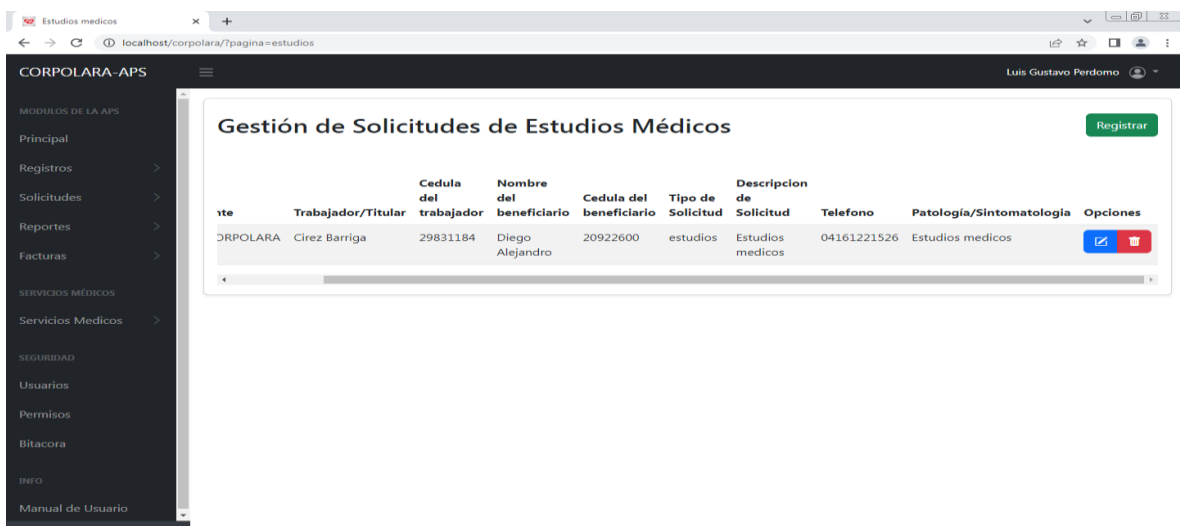 Estudios medicos
localhost/corpolara/?pagina=estudios
CORPOLARA-APS
Luis Gustavo Perdomo
MODULOS DE LA APS
Principal
Registros
Solicitudes
Reportes
Facturas
SERVICIOS MÉDICOS
Servicios Medicos
SEGURIDAD
Usuarios
Permisos
Bitacora
INFO
Manual de Usuario
Gestión de Solicitudes de Estudios Médicos
Registrar
nte Trabajador/Titular Cedula del trabajador Nombre del beneficiario Cedula del beneficiario Tipo de Solicitud Descripcion de Solicitud Telefono Patología/Sintomatologia Opciones
ORPOLARA Cirez Barriga 29831184 Diego Alejandro 20922600 estudios Estudios medicos 04161221526 Estudios medicos